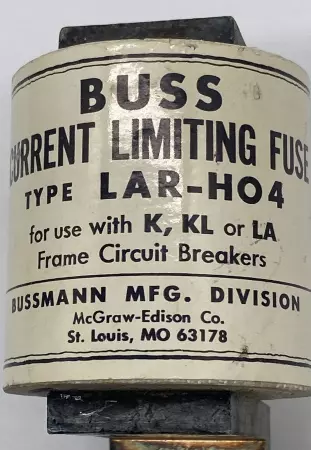 BUSS
CURRENT LIMITING FUSE
TYPE LAR-H04
for use with K, KL or LA
Frame Circuit Breakers
BUSSMANN MFG. DIVISION
McGraw-Edison Co.
St. Louis, MO 63178